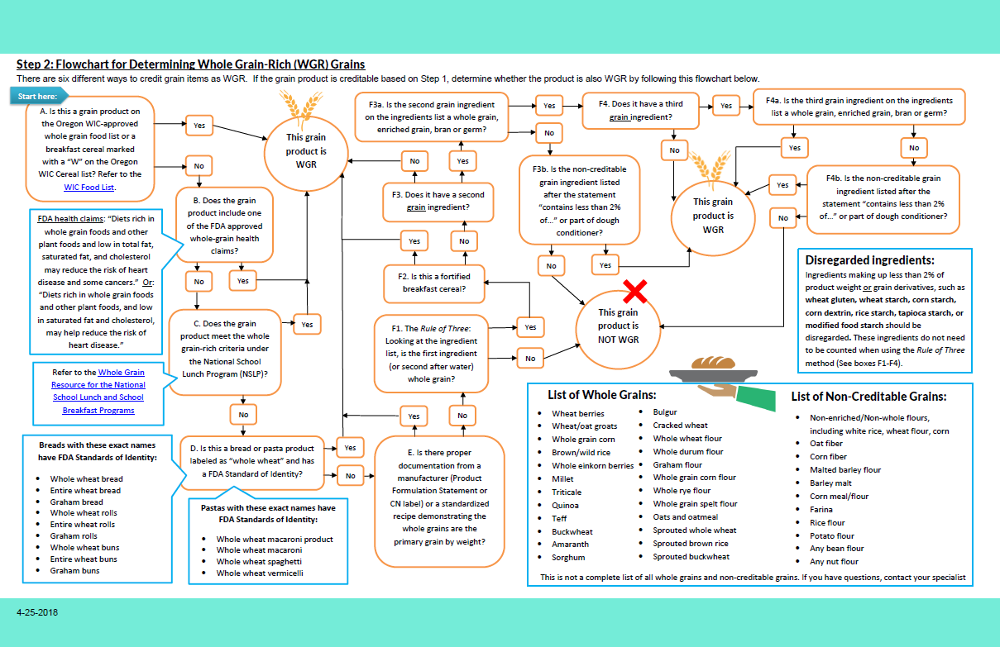 Step 2: Flowchart for Determining Whole Grain-Rich (WGR) Grains
There are six different ways to credit grain items as WGR. If the grain product is creditable based on Step 1, determine whether the product is also WGR by following this flowchart below.
Start here:
A. Is this a grain product on
the Oregon WIC-approved
whole grain food list or a
breakfast cereal marked
with a “W” on the Oregon
WIC Cereal list? Refer to the
WIC Food List.
Yes
No
This grain
product is
WGR
B. Does the grain
product include one
of the FDA approved
whole-grain health
claims?
FDA health claims: “Diets rich in
whole grain foods and other
plant foods and low in total fat,
saturated fat, and cholesterol
may reduce the risk of heart
disease and some cancers.” Or:
“Diets rich in whole grain foods
and other plant foods, and low
in saturated fat and cholesterol,
may help reduce the risk of
heart disease.”
No
Yes
C. Does the grain
product meet the whole
grain-rich criteria under
the National School
Lunch Program (NSLP)?
Yes
Refer to the Whole Grain
Resource for the National
School Lunch and School
Breakfast Programs
No
D. Is this a bread or pasta product
labeled as “whole wheat” and has
a FDA Standard of Identity?
Yes
No
Breads with these exact names
have FDA Standards of Identity:
• Whole wheat bread
• Entire wheat bread
• Graham bread
• Whole wheat rolls
• Entire wheat rolls
• Graham rolls
• Whole wheat buns
• Entire wheat buns
• Graham buns
Pastas with these exact names have
FDA Standards of Identity:
• Whole wheat macaroni product
• Whole wheat macaroni
• Whole wheat spaghetti
• Whole wheat vermicelli
E. Is there proper
documentation from a
manufacturer (Product
Formulation Statement or
CN label) or a standardized
recipe demonstrating the
whole grains are the
primary grain by weight?
Yes
No
F1. The Rule of Three:
Looking at the ingredient
list, is the first ingredient
(or second after water)
whole grain?
Yes
No
F2. Is this a fortified
breakfast cereal?
Yes
No
F3. Does it have a second
grain ingredient?
No
Yes
F3a. Is the second grain ingredient
on the ingredients list a whole grain,
enriched grain, bran or germ?
Yes
No
F3b. Is the non-creditable
grain ingredient listed
after the statement
“contains less than 2%
of...” or part of dough
conditioner?
No
Yes
F4. Does it have a third
grain ingredient?
Yes
No
F4a. Is the third grain ingredient on the ingredients
list a whole grain, enriched grain, bran or germ?
Yes
No
F4b. Is the non-creditable grain
ingredient listed after the
statement “contains less than 2%
of...” or part of dough conditioner?
Yes
No
This grain
product is
WGR
This grain
product is
NOT WGR
Disregarded ingredients:
Ingredients making up less than 2% of
product weight or grain derivatives, such as
wheat gluten, wheat starch, corn starch,
corn dextrin, rice starch, tapioca starch, or
modified food starch should be
disregarded. These ingredients do not need
to be counted when using the Rule of Three
method (See boxes F1-F4).
List of Whole Grains:
• Wheat berries
• Wheat/oat groats
• Whole grain corn
• Brown/wild rice
• Whole einkorn berries
• Millet
• Triticale
• Quinoa
• Teff
• Buckwheat
• Amaranth
• Sorghum
• Bulgur
• Cracked wheat
• Whole wheat flour
• Whole durum flour
• Graham flour
• Whole grain corn flour
• Whole rye flour
• Whole grain spelt flour
• Oats and oatmeal
• Sprouted whole wheat
• Sprouted brown rice
• Sprouted buckwheat
List of Non-Creditable Grains:
• Non-enriched/Non-whole flours,
including white rice, wheat flour, corn
• Oat fiber
• Corn fiber
• Malted barley flour
• Barley malt
• Corn meal/flour
• Farina
• Rice flour
• Potato flour
• Any bean flour
• Any nut flour
This is not a complete list of all whole grains and non-creditable grains. If you have questions, contact your specialist
4-25-2018